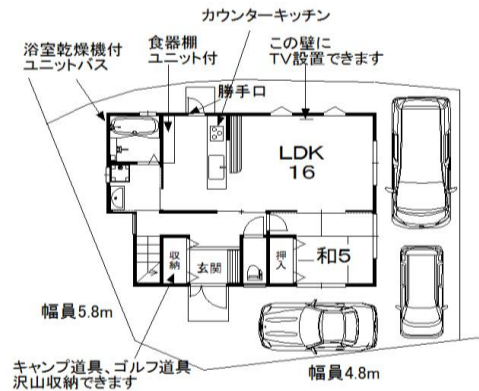 カウンターキッチン
浴室乾燥機付
ユニットバス
食器棚
ユニット付
この壁に
TV設置できます
勝手口
LDK
16
収納
玄関
押入
和5
幅員5.8m
幅員4.8m
キャンプ道具、ゴルフ道具
沢山収納できます